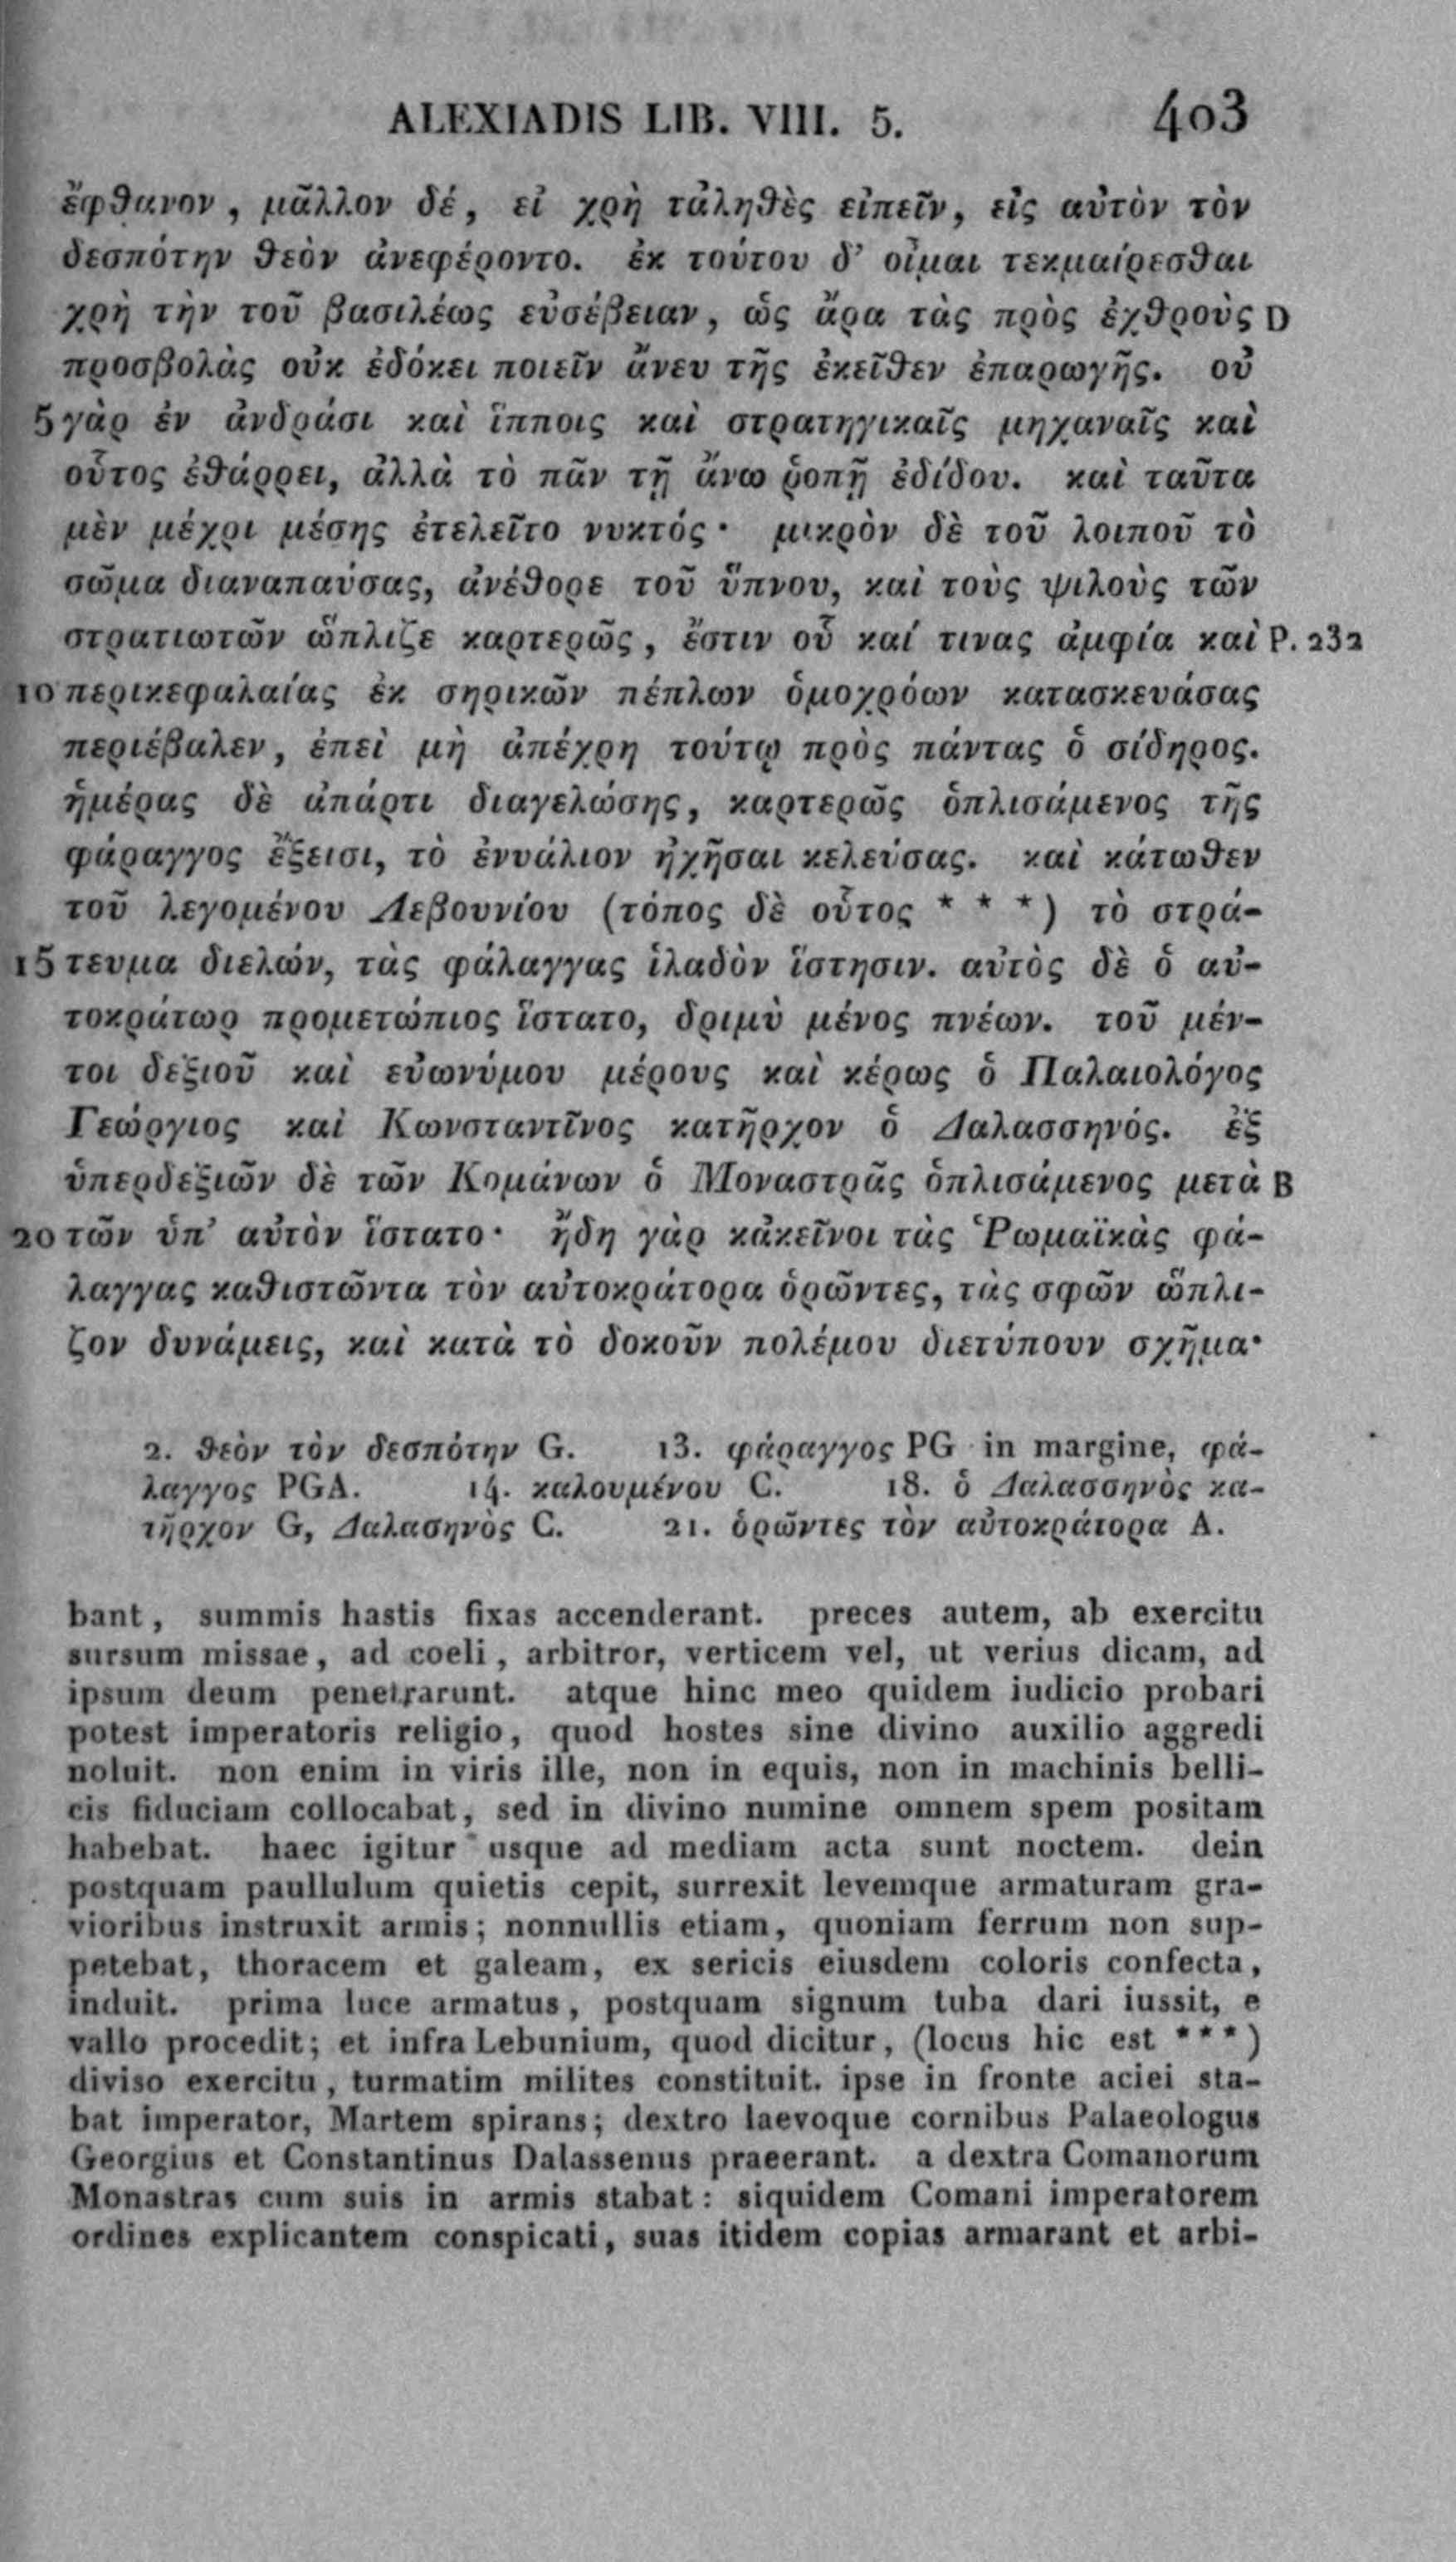 ALEXIADIS LIB. VIII. 5. 403
ἔφθανον, μᾶλλον δέ, εἰ χρὴ τἀληθὲς εἰπεῖν, εἰς αὐτὸν τὸν
δεσπότην θεὸν ἀνεφέροντο. ἐκ τούτου δ' οἶμαι τεκμαίρεσθαι
χρὴ τὴν τοῦ βασιλέως εὐσέβειαν, ὡς ἄρα τὰς πρὸς ἐχθροὺς D
προσβολὰς οὐκ ἐδόκει ποιεῖν ἄνευ τῆς ἐκεῖθεν ἐπαρωγῆς. οὐ
5 γὰρ ἐν ἀνδράσι καὶ ἵπποις καὶ στρατηγικαῖς μηχαναῖς καὶ
οὗτος ἐθάρρει, ἀλλὰ τὸ πᾶν τῇ ἄνω ῥοπῇ ἐδίδου. καὶ ταῦτα
μὲν μέχρι μέσης ἐτελεῖτο νυκτός· μικρὸν δὲ τοῦ λοιποῦ τὸ
σῶμα διαναπαύσας, ἀνέθορε τοῦ ὕπνου, καὶ τοὺς ψιλοὺς τῶν
στρατιωτῶν ὥπλιζε καρτερῶς, ἔστιν οὗ καί τινας ἀμφία καὶ P. 232
10 περικεφαλαίας ἐκ σηρικῶν πέπλων ὁμοχρόων κατασκευάσας
περιέβαλεν, ἐπεὶ μὴ ἀπέχρη τούτῳ πρὸς πάντας ὁ σίδηρος.
ἡμέρας δὲ ἀπάρτι διαγελώσης, καρτερῶς ὁπλισάμενος τῆς
φάραγγος ἔξεισι, τὸ ἐνυάλιον ἠχῆσαι κελεύσας. καὶ κάτωθεν
τοῦ λεγομένου Λεβουνίου (τόπος δὲ οὗτος * * *) τὸ στρά-
15 τευμα διελών, τὰς φάλαγγας ἰλαδὸν ἵστησιν. αὐτὸς δὲ ὁ αὐ-
τοκράτωρ προμετώπιος ἵστατο, δριμὺ μένος πνέων. τοῦ μέν-
τοι δεξιοῦ καὶ εὐωνύμου μέρους καὶ κέρως ὁ Παλαιολόγος
Γεώργιος καὶ Κωνσταντῖνος κατῆρχον ὁ Δαλασσηνός. ἐξ
ὑπερδεξιῶν δὲ τῶν Κομάνων ὁ Μοναστρᾶς ὁπλισάμενος μετὰ B
20 τῶν ὑπ' αὐτὸν ἵστατο· ἤδη γὰρ κἀκεῖνοι τὰς Ῥωμαϊκὰς φά-
λαγγας καθιστῶντα τὸν αὐτοκράτορα ὁρῶντες, τὰς σφῶν ὥπλι-
ζον δυνάμεις, καὶ κατὰ τὸ δοκοῦν πολέμου διετύπουν σχῆμα·
2. θεὸν τὸν δεσπότην G. 13. φάραγγος PG in margine, φά-
λαγγος PGA. 14. καλουμένου C. 18. ὁ Δαλασσηνὸς κα-
τῆρχον G, Δαλασηνὸς C. 21. ὁρῶντες τὸν αὐτοκράτορα A.
bant, summis hastis fixas accenderant. preces autem, ab exercitu
sursum missae, ad coeli, arbitror, verticem vel, ut verius dicam, ad
ipsum deum penetrarunt. atque hinc meo quidem iudicio probari
potest imperatoris religio, quod hostes sine divino auxilio aggredi
noluit. non enim in viris ille, non in equis, non in machinis belli-
cis fiduciam collocabat, sed in divino numine omnem spem positam
habebat. haec igitur usque ad mediam acta sunt noctem. dein
postquam paullulum quietis cepit, surrexit levemque armaturam gra-
vioribus instruxit armis; nonnullis etiam, quoniam ferrum non sup-
petebat, thoracem et galeam, ex sericis eiusdem coloris confecta,
induit. prima luce armatus, postquam signum tuba dari iussit, e
vallo procedit; et infra Lebunium, quod dicitur, (locus hic est ***)
diviso exercitu, turmatim milites constituit. ipse in fronte aciei sta-
bat imperator, Martem spirans; dextro laevoque cornibus Palaeologus
Georgius et Constantinus Dalassenus praeerant. a dextra Comanorum
Monastras cum suis in armis stabat: siquidem Comani imperatorem
ordines explicantem conspicati, suas itidem copias armarant et arbi-